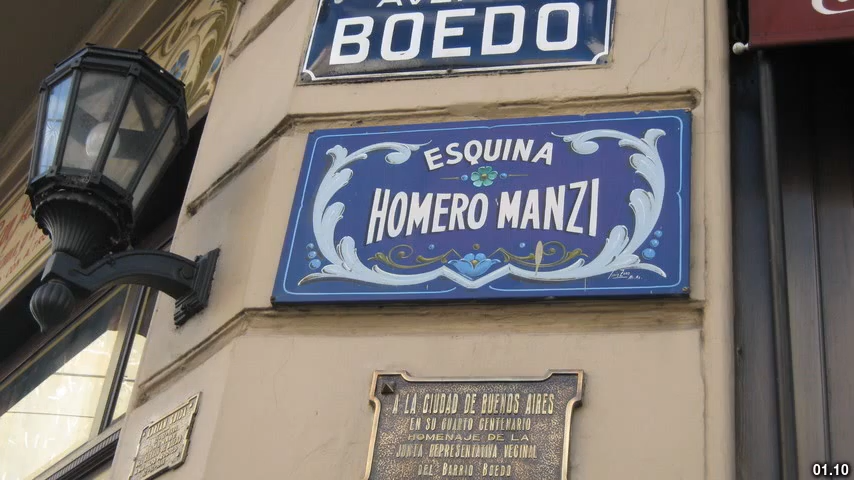 BOEDO
ESQUINA
HOMERO MANZI
A LA CIUDAD DE BUENOS AIRES
EN SU CUARTO CENTENARIO
HOMENAJE DE LA
JUNTA REPRESENTATIVA VECINAL
DEL BARRIO BOEDO
01.10